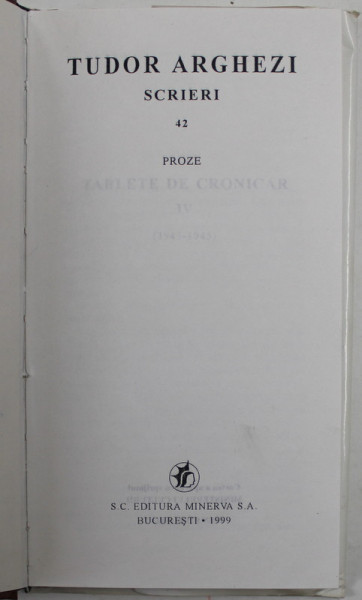 TUDOR ARGHEZI
SCRIERI
42
PROZE
TABLETE DE CRONICAR
IV
S.C. EDITURA MINERVA S.A.
BUCUREȘTI • 1999